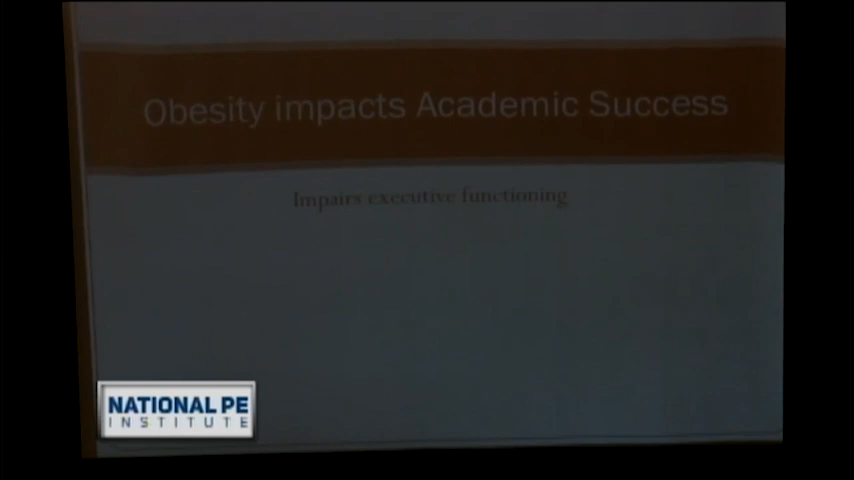 Obesity impacts Academic Success
Impairs executive functioning
NATIONAL PE
INSTITUTE